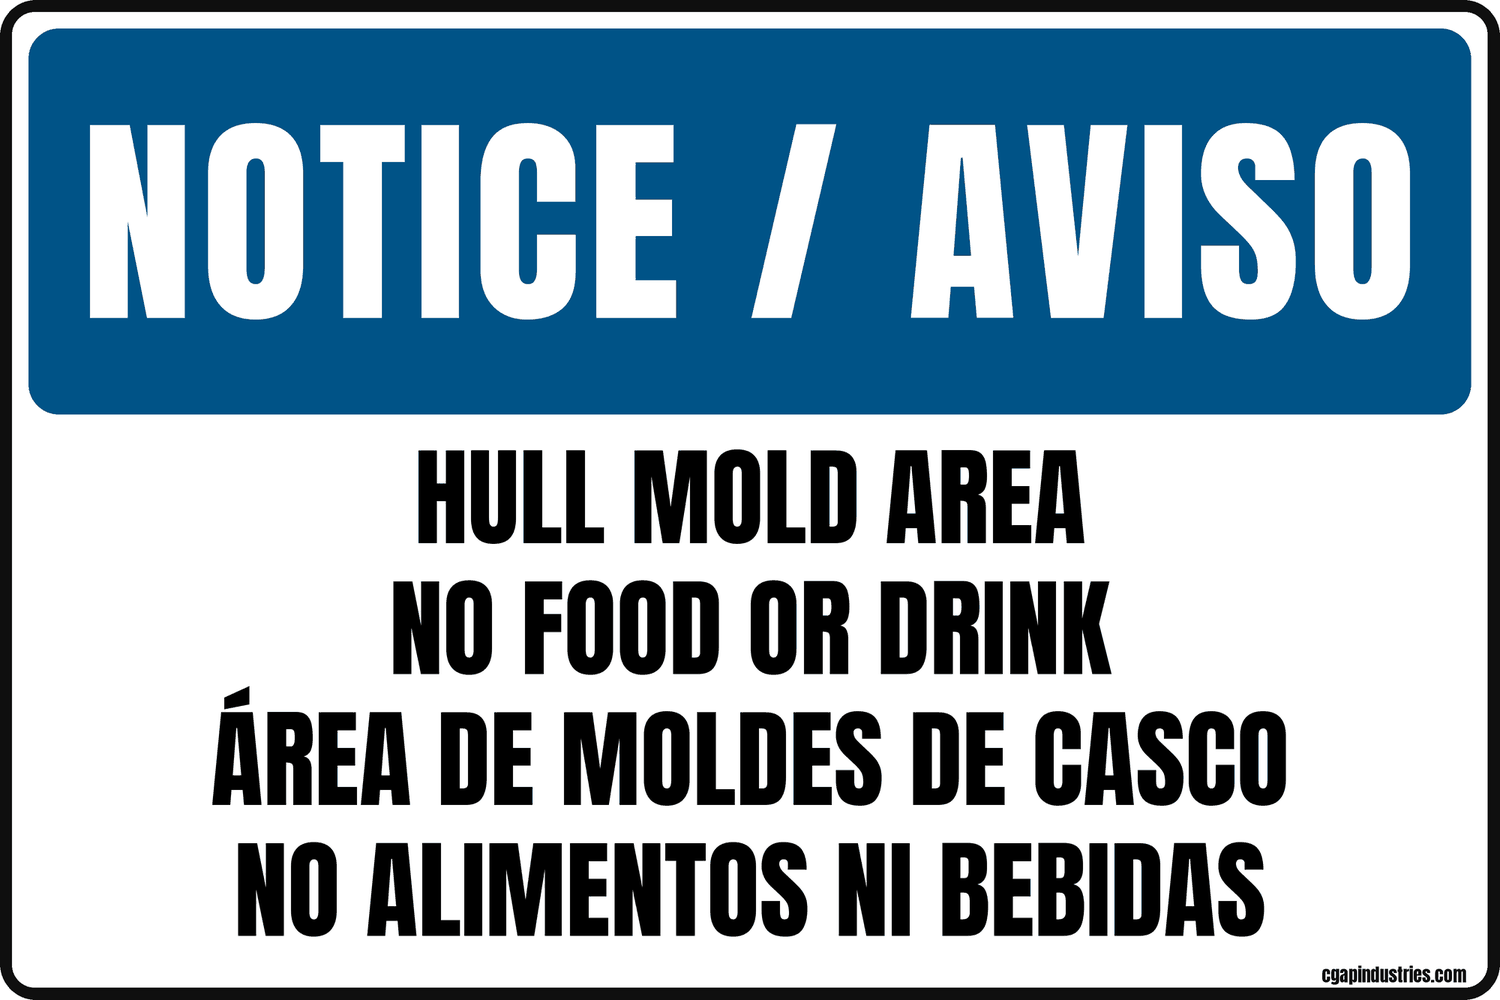 NOTICE / AVISO
HULL MOLD AREA
NO FOOD OR DRINK
ÁREA DE MOLDES DE CASCO
NO ALIMENTOS NI BEBIDAS
cgapindustries.com